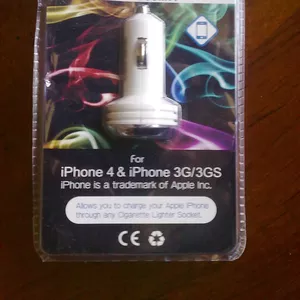 For
iPhone 4 & iPhone 3G/3GS
iPhone is a trademark of Apple Inc.
Allows you to charge your Apple iPhone
through any Cigarette Lighter Socket.
CE